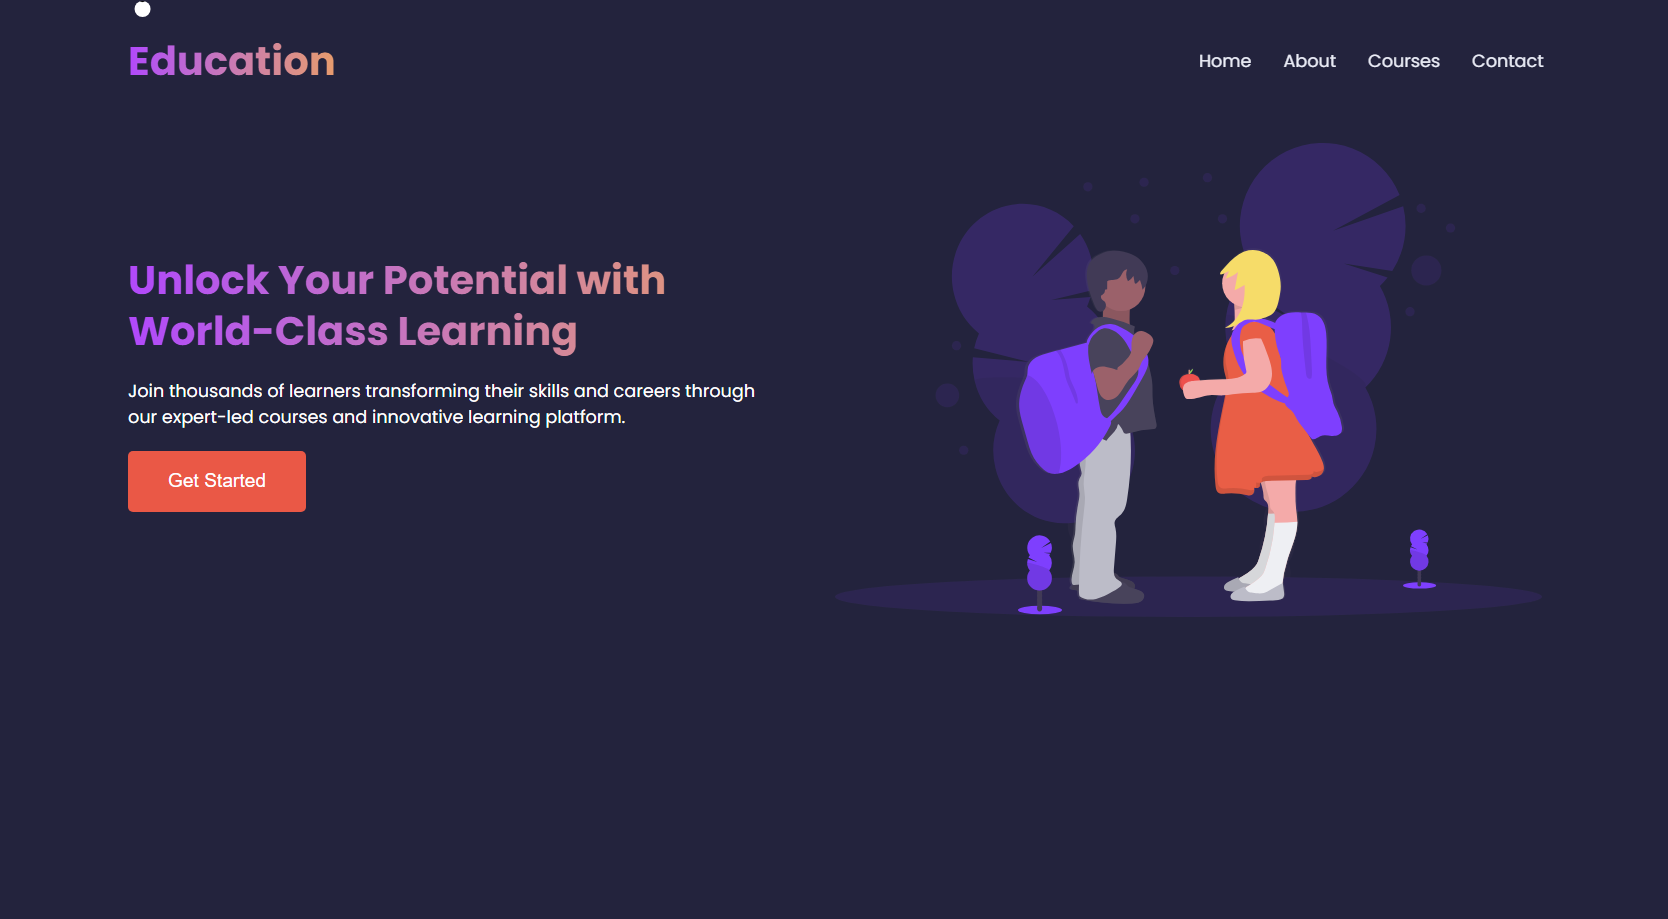 Education
Home
About
Courses
Contact
Unlock Your Potential with
World-Class Learning
Join thousands of learners transforming their skills and careers through
our expert-led courses and innovative learning platform.
Get Started